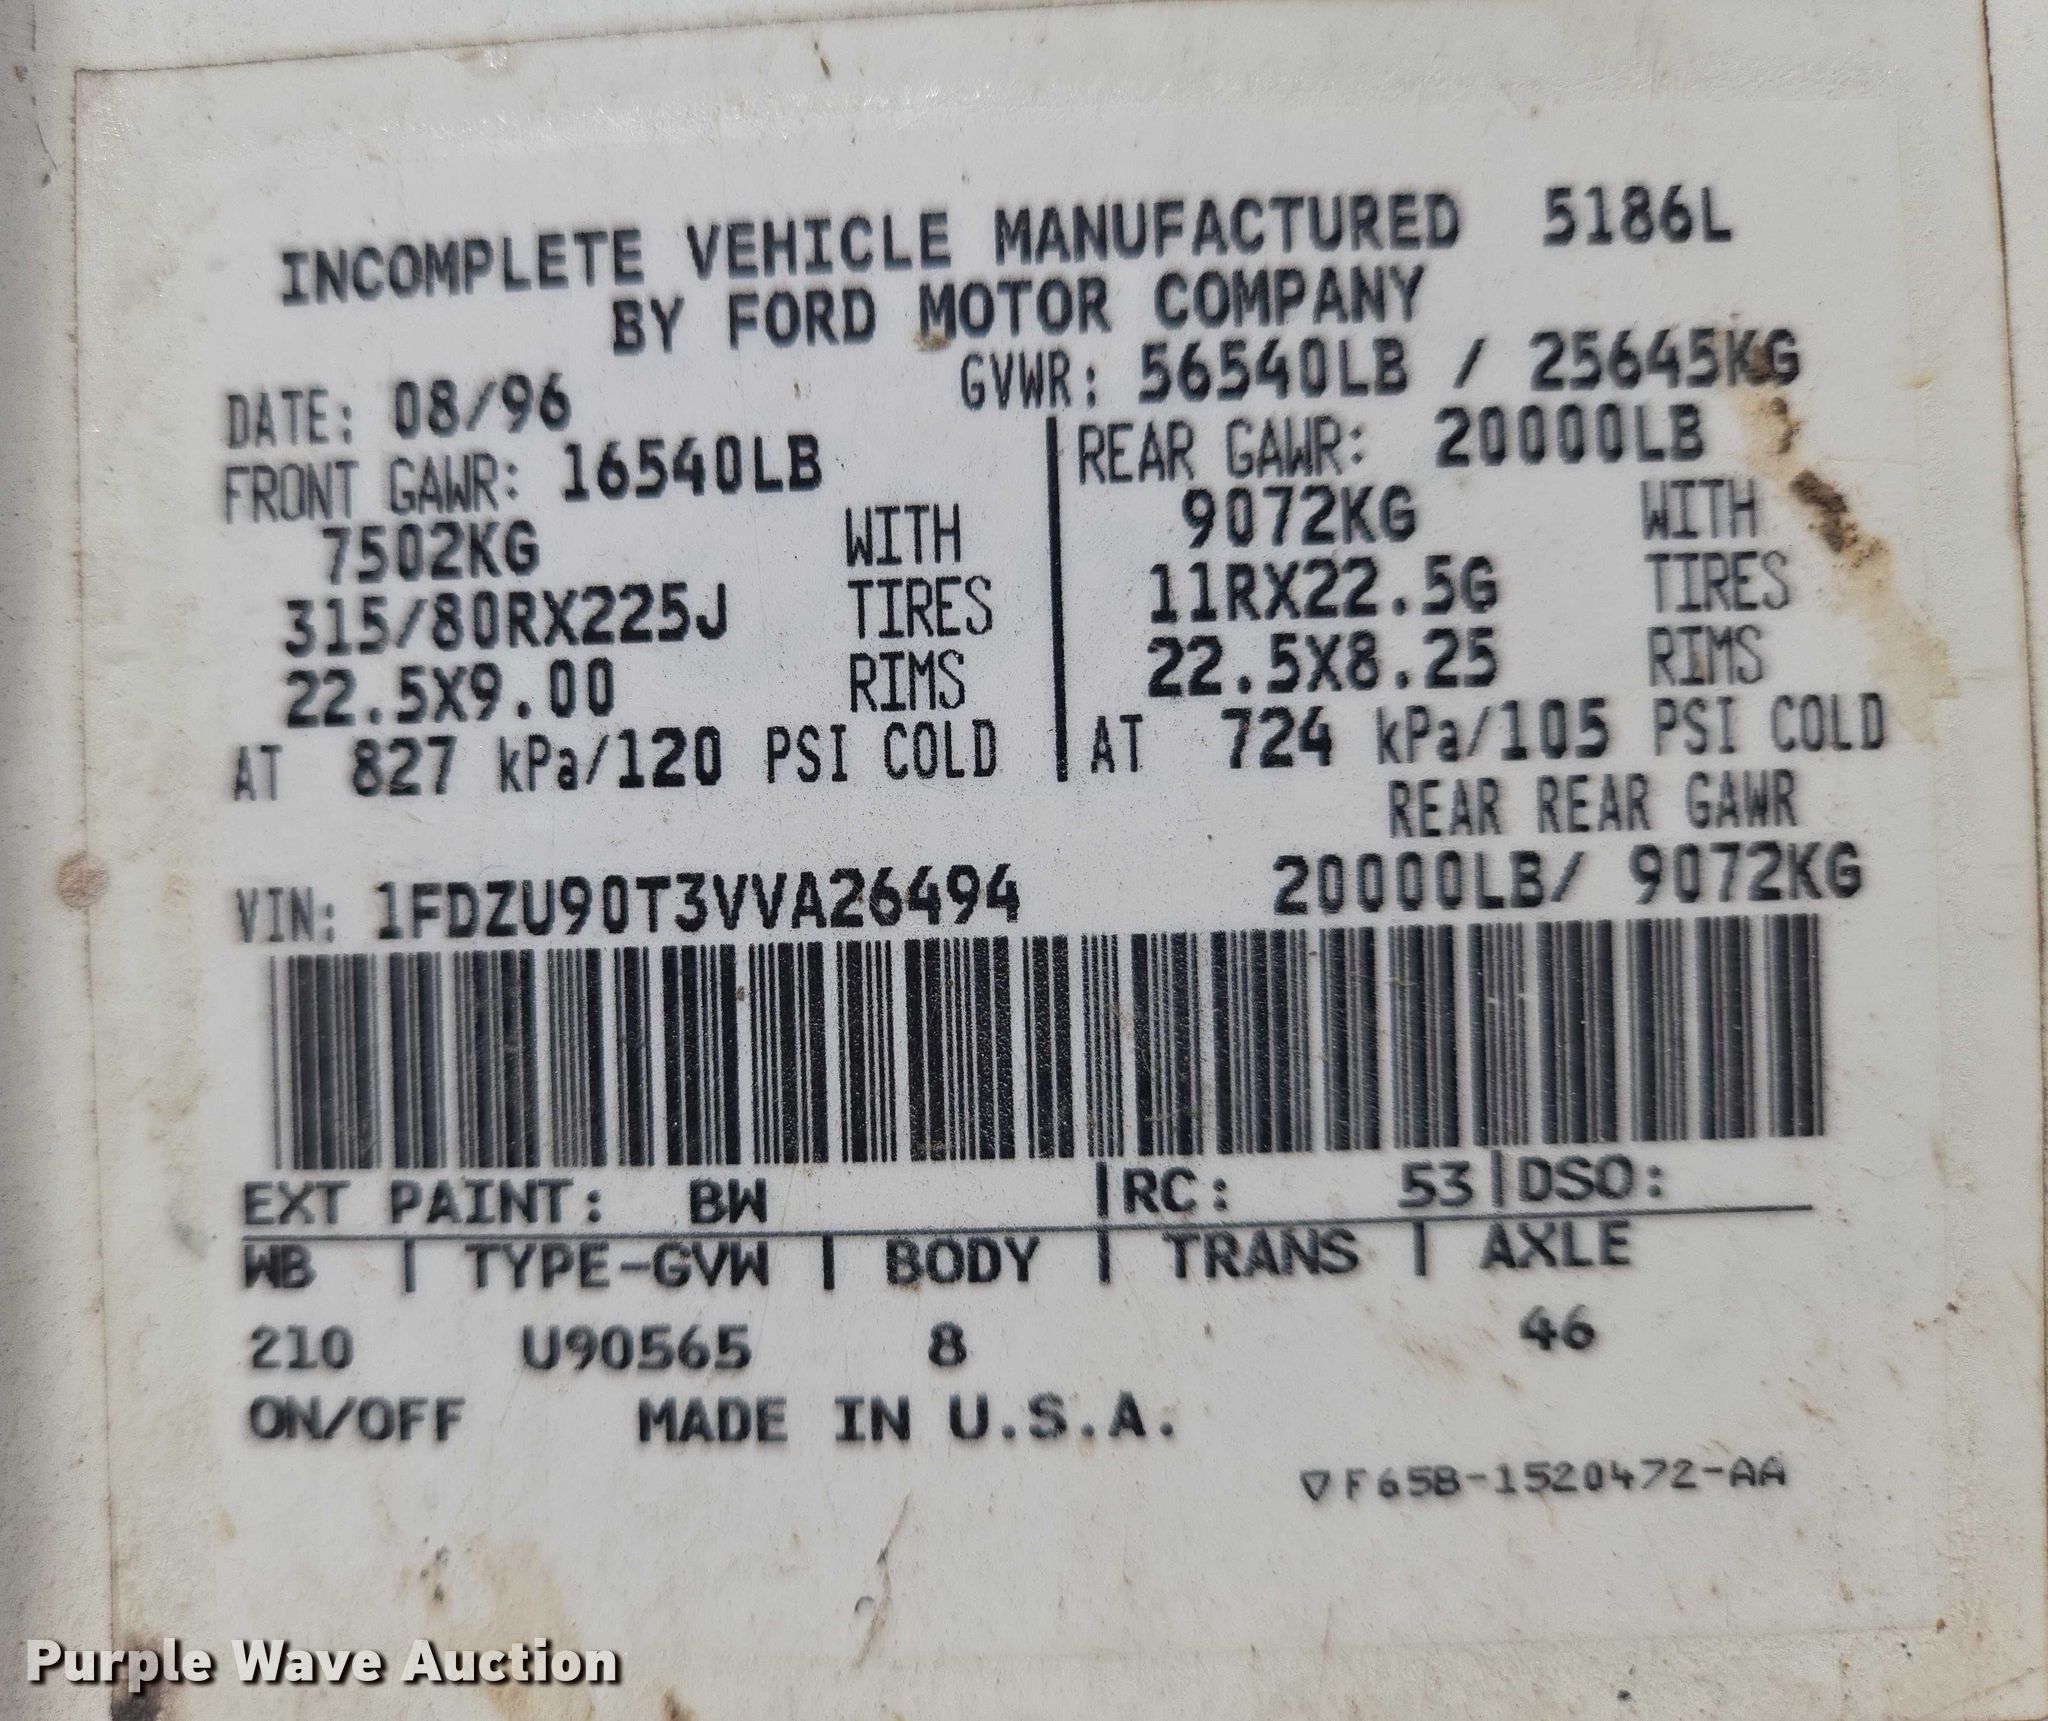 INCOMPLETE VEHICLE MANUFACTURED 5186L
BY FORD MOTOR COMPANY
DATE: 08/96 GVWR: 56540LB / 25645KG
FRONT GAWR: 16540LB REAR GAWR: 20000LB
7502KG WITH 9072KG WITH
315/80RX225J TIRES 11RX22.5G TIRES
22.5X9.00 RIMS 22.5X8.25 RIMS
AT 827 kPa/120 PSI COLD AT 724 kPa/105 PSI COLD
REAR REAR GAWR
VIN: 1FDZU90T3VVA26494 20000LB/ 9072KG
EXT PAINT: BW |RC: 53|DSO:
WB | TYPE-GVW | BODY | TRANS | AXLE
210 U90565 8 46
ON/OFF MADE IN U.S.A.
▽F65B-1520472-AA
Purple Wave Auction